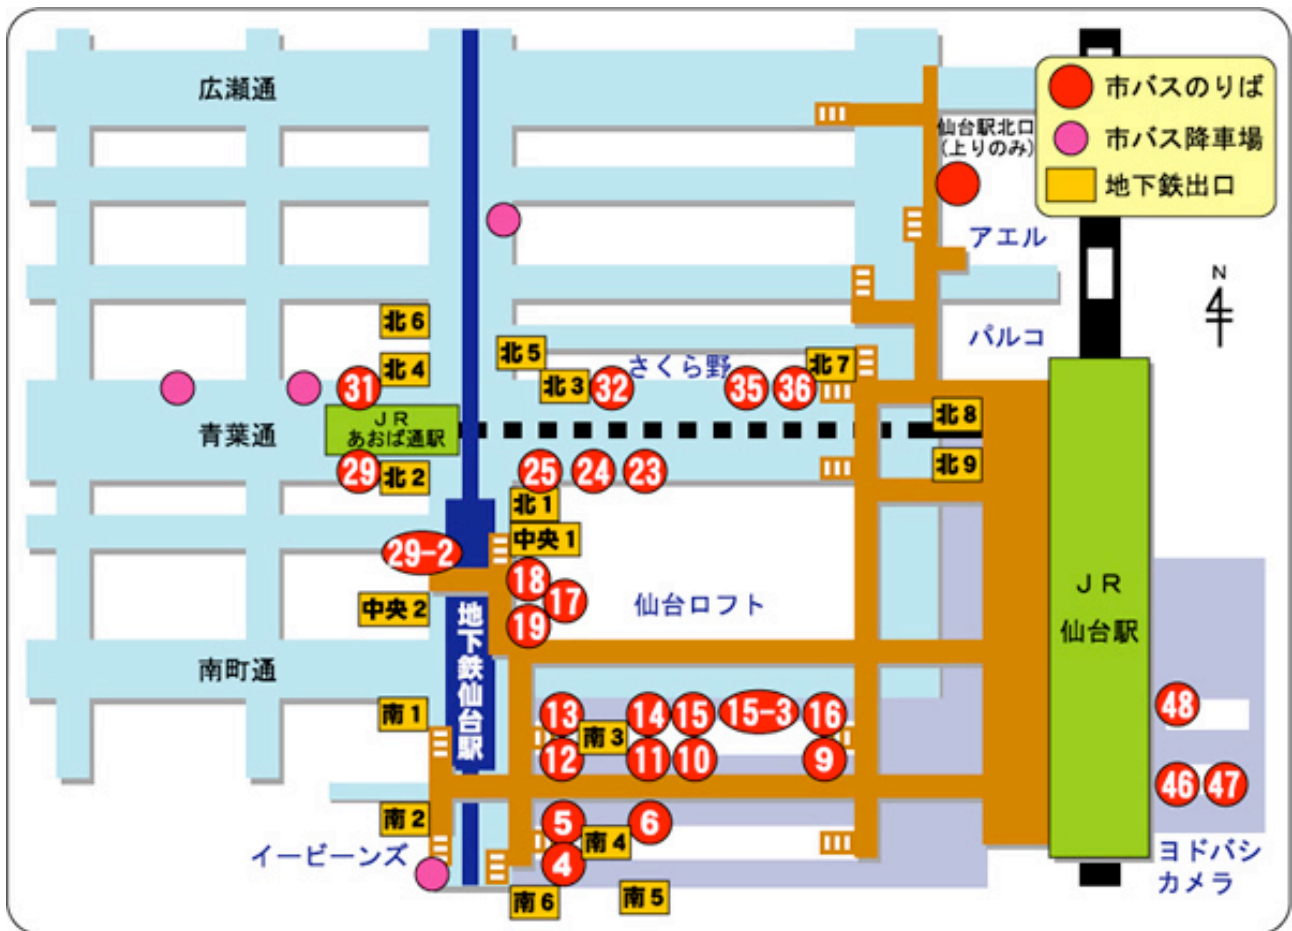 広瀬通
仙台駅北口
(上りのみ)
市バスのりば
市バス降車場
地下鉄出口
アエル
N
パルコ
北6
北5
さくら野
北7
北4
31
北3
32
35
36
JR
あおば通駅
青葉通
北8
29
北2
25
24
23
北9
北1
中央1
29-2
18
17
19
中央2
仙台ロフト
JR
仙台駅
地下鉄仙台駅
南町通
南1
13
南3
14
15
15-3
16
48
12
11
10
9
46
47
南2
5
南4
6
4
イービーンズ
ヨドバシ
カメラ
南6
南5